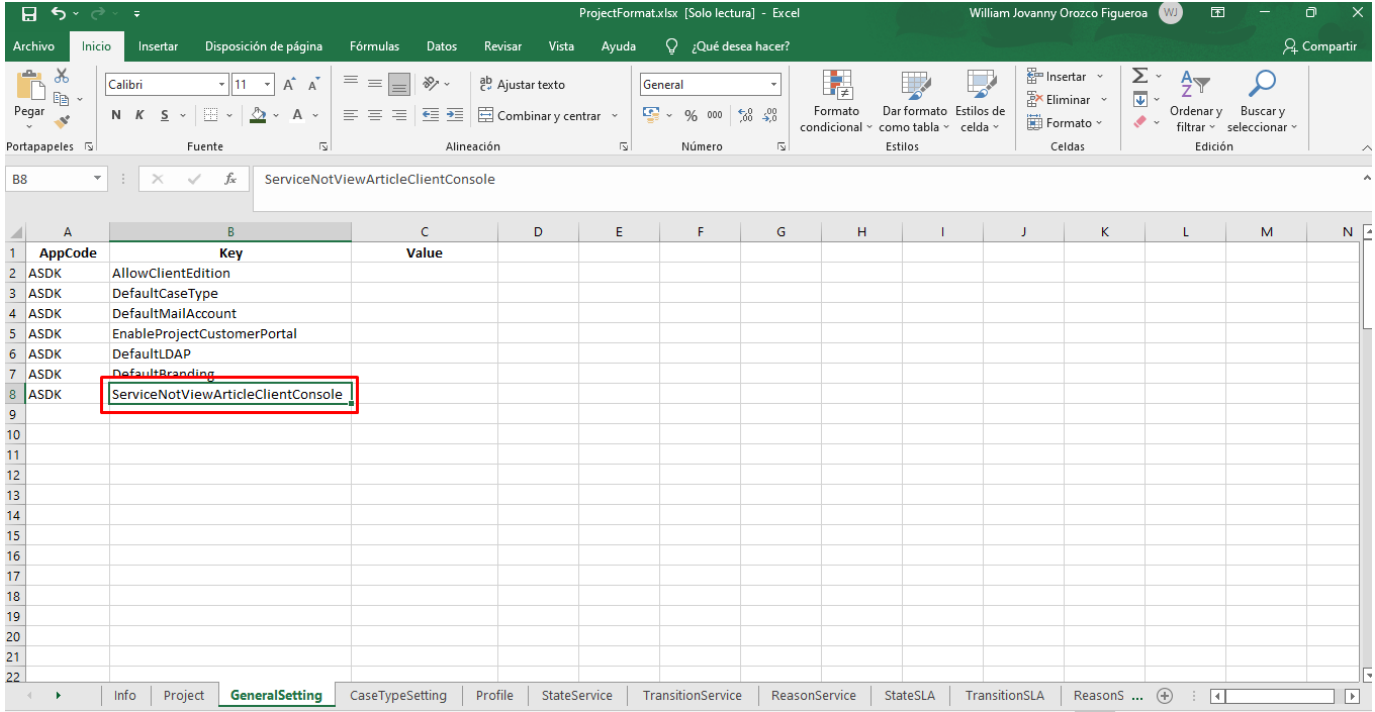 ProjectFormat.xlsx [Solo lectura] - Excel William Jovanny Orozco Figueroa WJ
Archivo Inicio Insertar Disposición de página Fórmulas Datos Revisar Vista Ayuda ¿Qué desea hacer? Compartir
Pegar
Portapapeles
Calibri 11
N K S
Fuente
Ajustar texto
Combinar y centrar
Alineación
General
% 000
Número
Formato condicional
Dar formato como tabla
Estilos de celda
Estilos
Insertar
Eliminar
Formato
Celdas
Ordenar y filtrar
Buscar y seleccionar
Edición
B8 fx ServiceNotViewArticleClientConsole
A B C D E F G H I J K L M N
1 AppCode Key Value
2 ASDK AllowClientEdition
3 ASDK DefaultCaseType
4 ASDK DefaultMailAccount
5 ASDK EnableProjectCustomerPortal
6 ASDK DefaultLDAP
7 ASDK DefaultBranding
8 ASDK ServiceNotViewArticleClientConsole
9
10
11
12
13
14
15
16
17
18
19
20
21
22
Info Project GeneralSetting CaseTypeSetting Profile StateService TransitionService ReasonService StateSLA TransitionSLA ReasonS ...